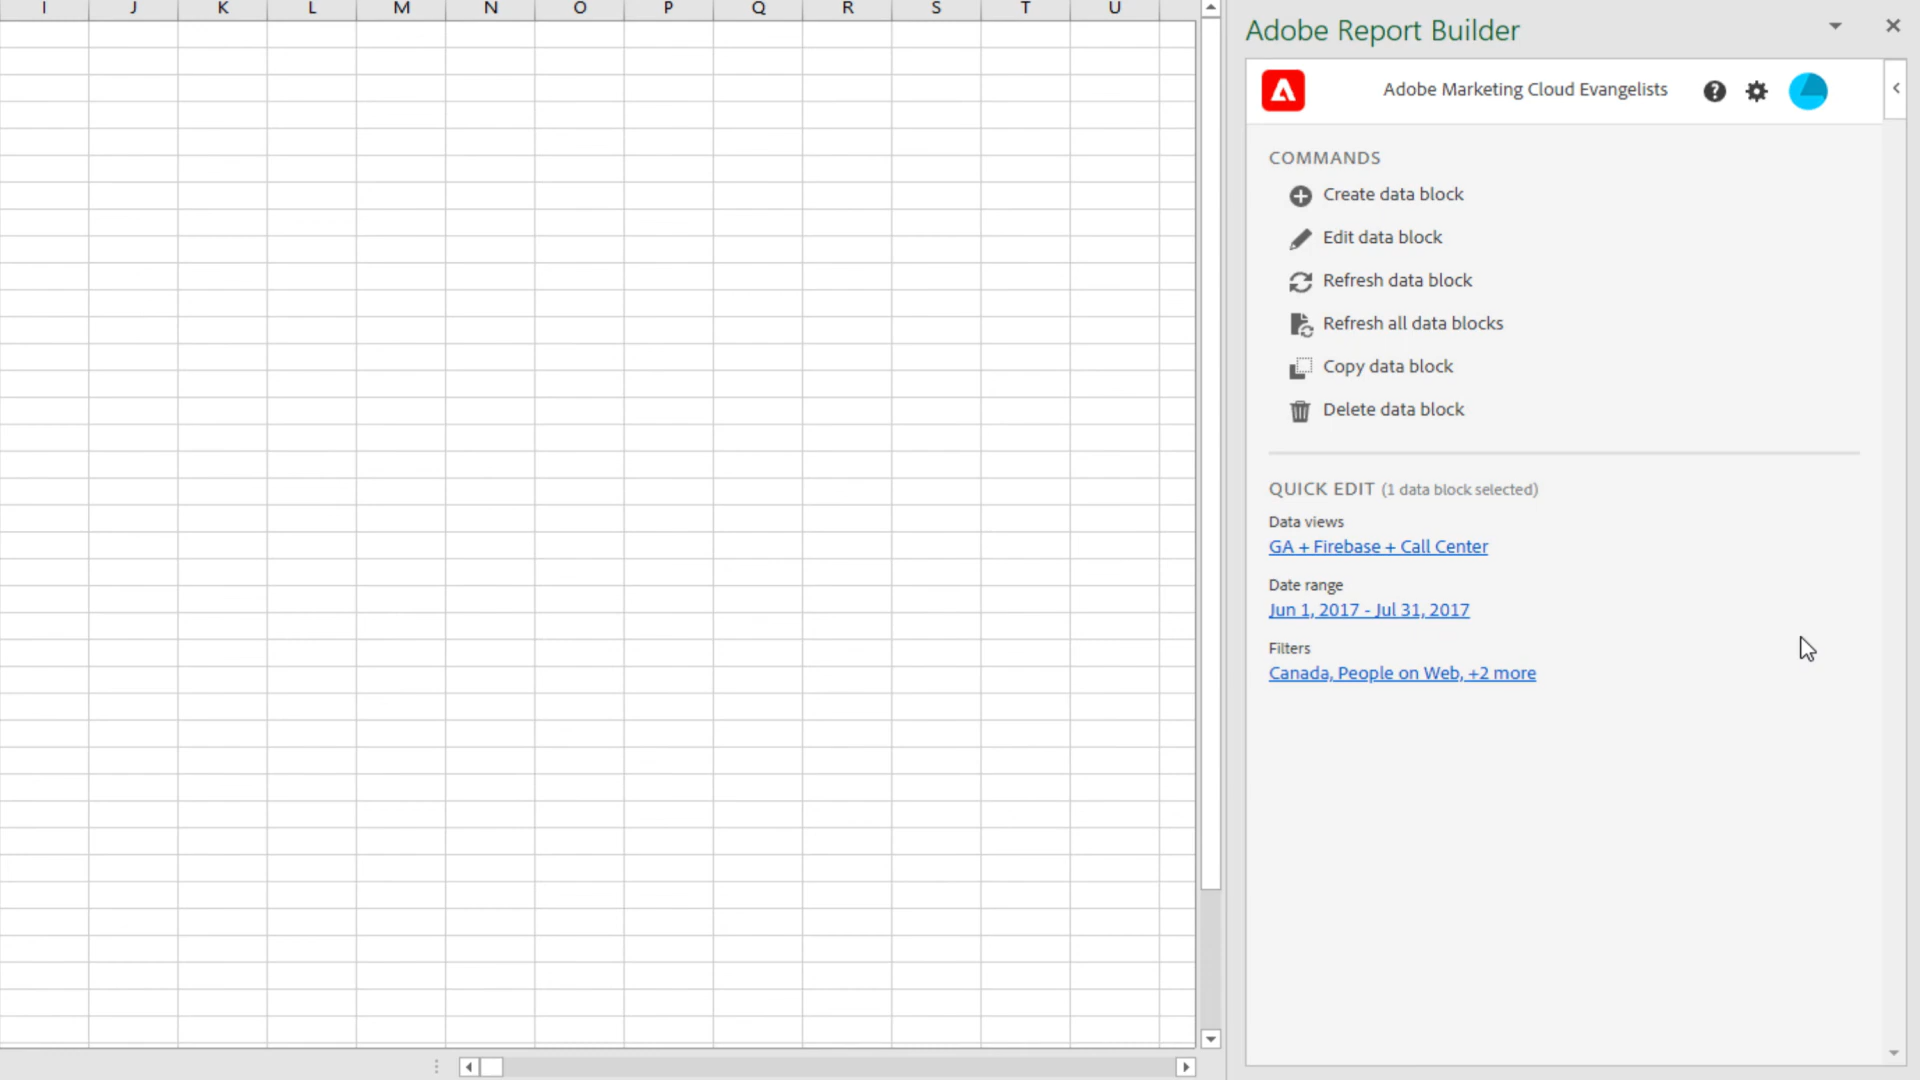 I J K L M N O P Q R S T U
Adobe Report Builder
Adobe Marketing Cloud Evangelists
COMMANDS
Create data block
Edit data block
Refresh data block
Refresh all data blocks
Copy data block
Delete data block
QUICK EDIT (1 data block selected)
Data views
GA + Firebase + Call Center
Date range
Jun 1, 2017 - Jul 31, 2017
Filters
Canada, People on Web, +2 more